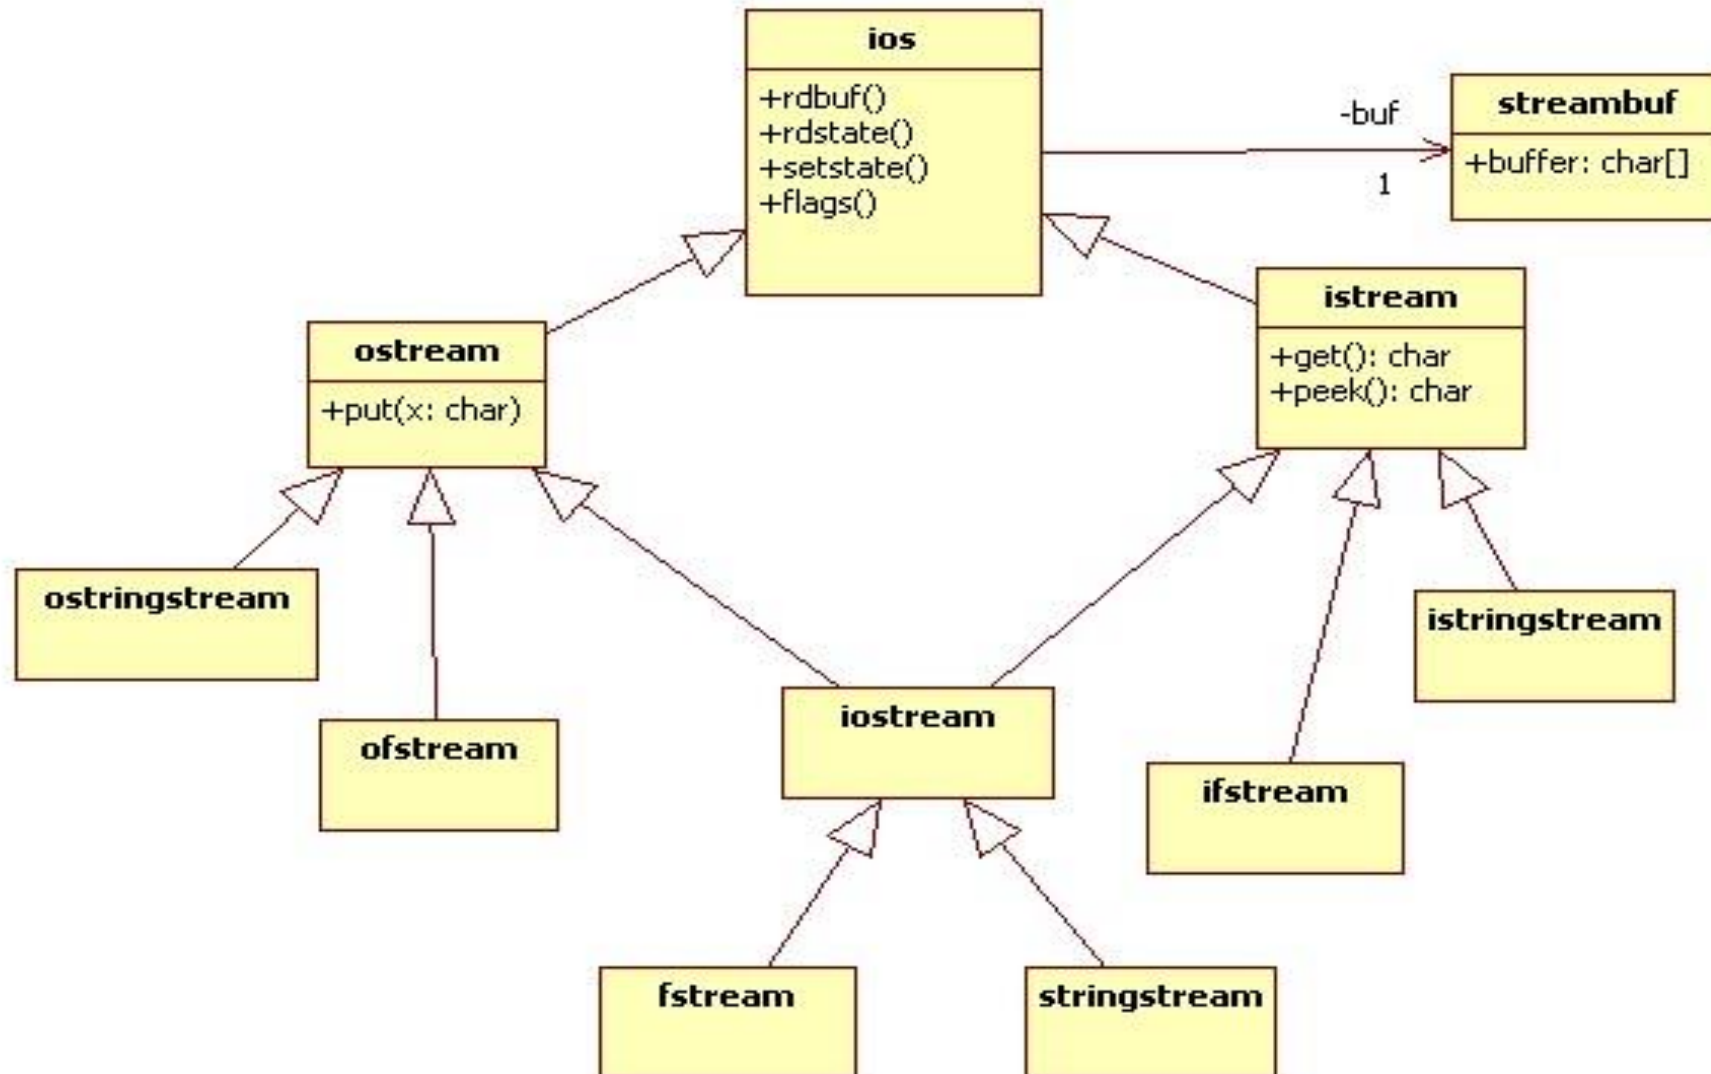 ios
+rdbuf()
+rdstate()
+setstate()
+flags()
-buf
1
streambuf
+buffer: char[]
ostream
+put(x: char)
istream
+get(): char
+peek(): char
ostringstream
ofstream
iostream
ifstream
istringstream
fstream
stringstream